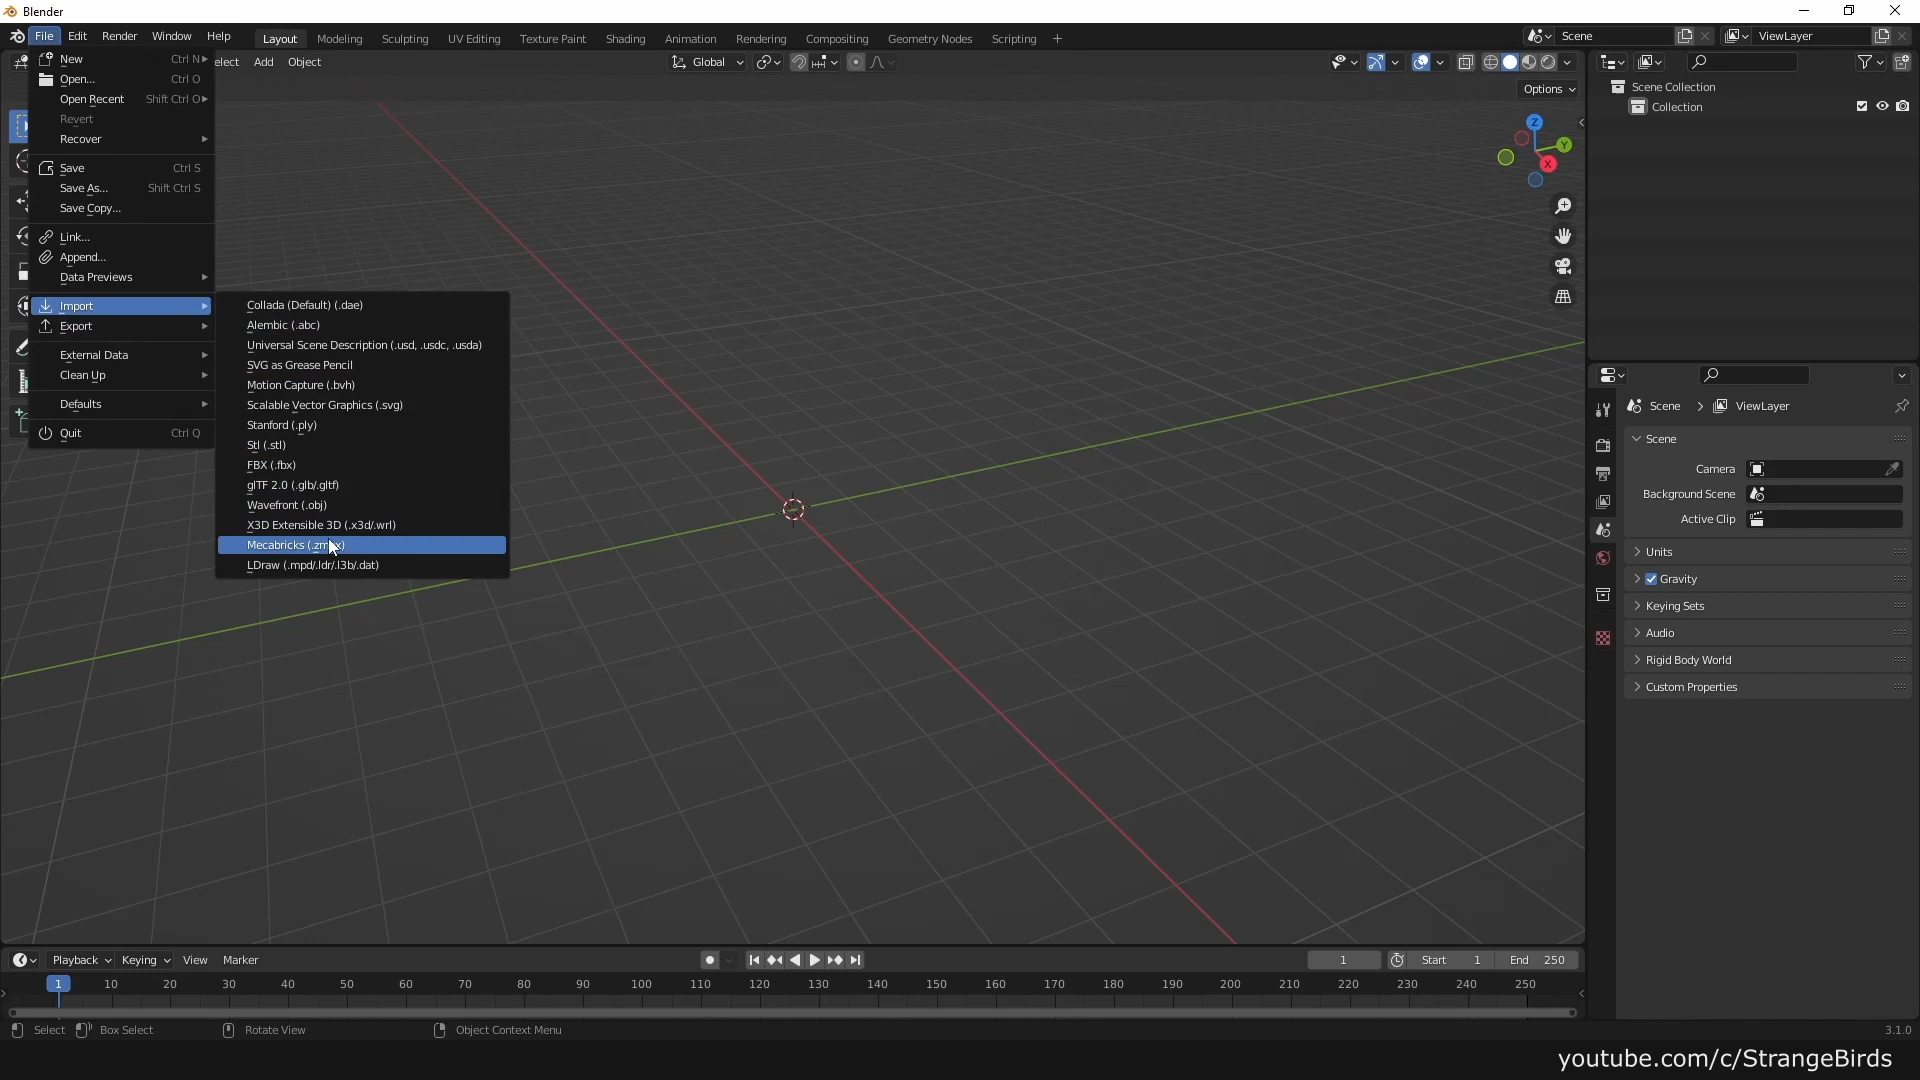 Blender
File Edit Render Window Help Layout Modeling Sculpting UV Editing Texture Paint Shading Animation Rendering Compositing Geometry Nodes Scripting + Scene ViewLayer
elect Add Object Global
Options
New Ctrl N
Open... Ctrl O
Open Recent Shift Ctrl O
Revert
Recover
Save Ctrl S
Save As... Shift Ctrl S
Save Copy...
Link...
Append...
Data Previews
Import
Export
External Data
Clean Up
Defaults
Quit Ctrl Q
Collada (Default) (.dae)
Alembic (.abc)
Universal Scene Description (.usd, .usdc, .usda)
SVG as Grease Pencil
Motion Capture (.bvh)
Scalable Vector Graphics (.svg)
Stanford (.ply)
Stl (.stl)
FBX (.fbx)
glTF 2.0 (.glb/.gltf)
Wavefront (.obj)
X3D Extensible 3D (.x3d/.wrl)
Mecabricks
LDraw (.mpd/.ldr/.l3b/.dat)
Z
Y
X
Scene Collection
Collection
Scene > ViewLayer
Scene
Camera
Background Scene
Active Clip
Units
Gravity
Keying Sets
Audio
Rigid Body World
Custom Properties
Playback Keying View Marker 1 Start 1 End 250
1 10 20 30 40 50 60 70 80 90 100 110 120 130 140 150 160 170 180 190 200 210 220 230 240 250
Select Box Select Rotate View Object Context Menu 3.1.0
youtube.com/c/StrangeBirds